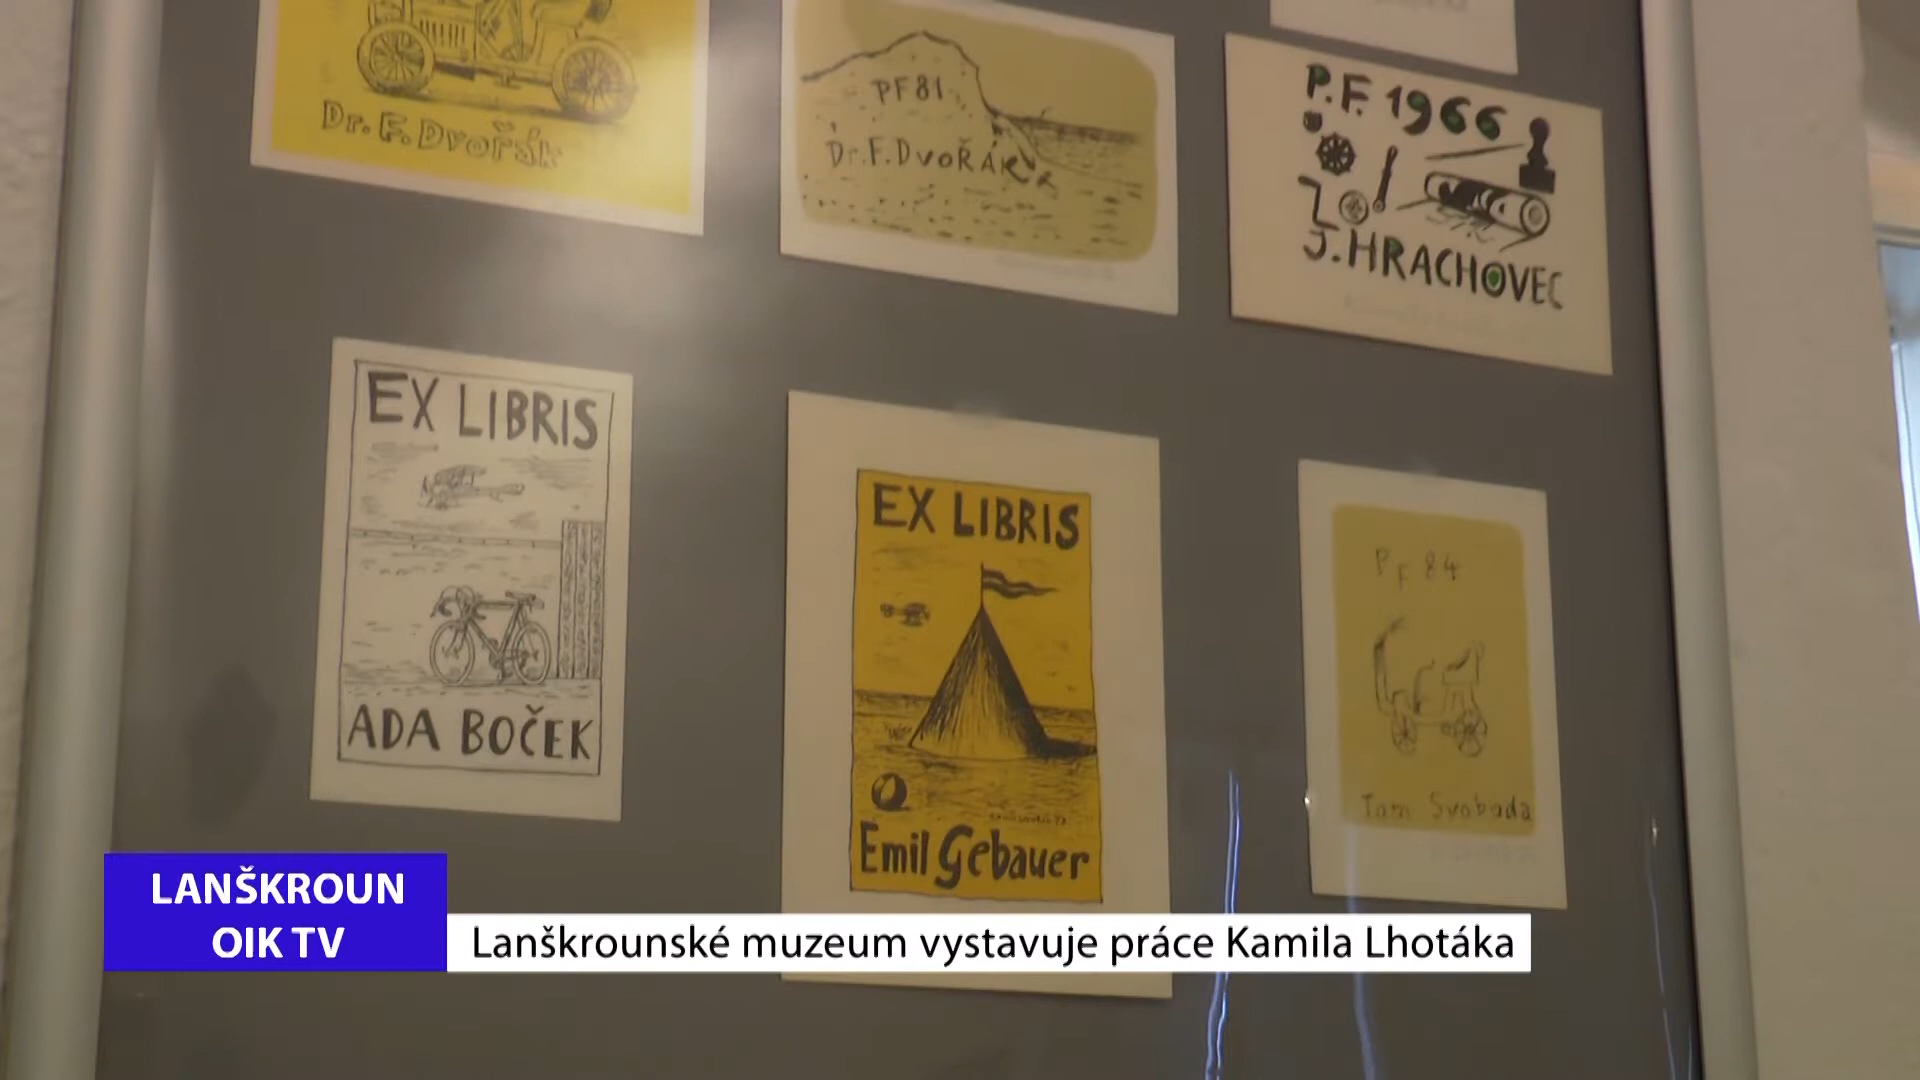 Dr. F. Dvořák
PF 81
Dr. F. DVOŘÁK
P.F. 1966
J. HRACHOVEC
EX LIBRIS
ADA BOČEK
EX LIBRIS
Emil Gebauer
PF 84
Tom Svoboda
LANŠKROUN
OIK TV
Lanškrounské muzeum vystavuje práce Kamila Lhotáka